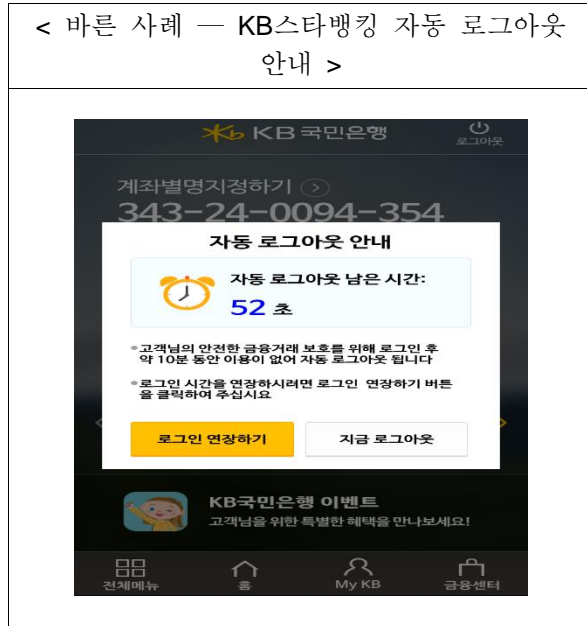 < 바른 사례 — KB스타뱅킹 자동 로그아웃
안내 >
KB 국민은행
로그아웃
계좌별명지정하기
343-24-0094-354
자동 로그아웃 안내
자동 로그아웃 남은 시간:
52 초
고객님의 안전한 금융거래 보호를 위해 로그인 후
약 10분 동안 이용이 없어 자동 로그아웃 됩니다
로그인 시간을 연장하시려면 로그인 연장하기 버튼
을 클릭하여 주십시요
로그인 연장하기
지금 로그아웃
KB국민은행 이벤트
고객님을 위한 특별한 혜택을 만나보세요!
전체메뉴
홈
My KB
금융센터